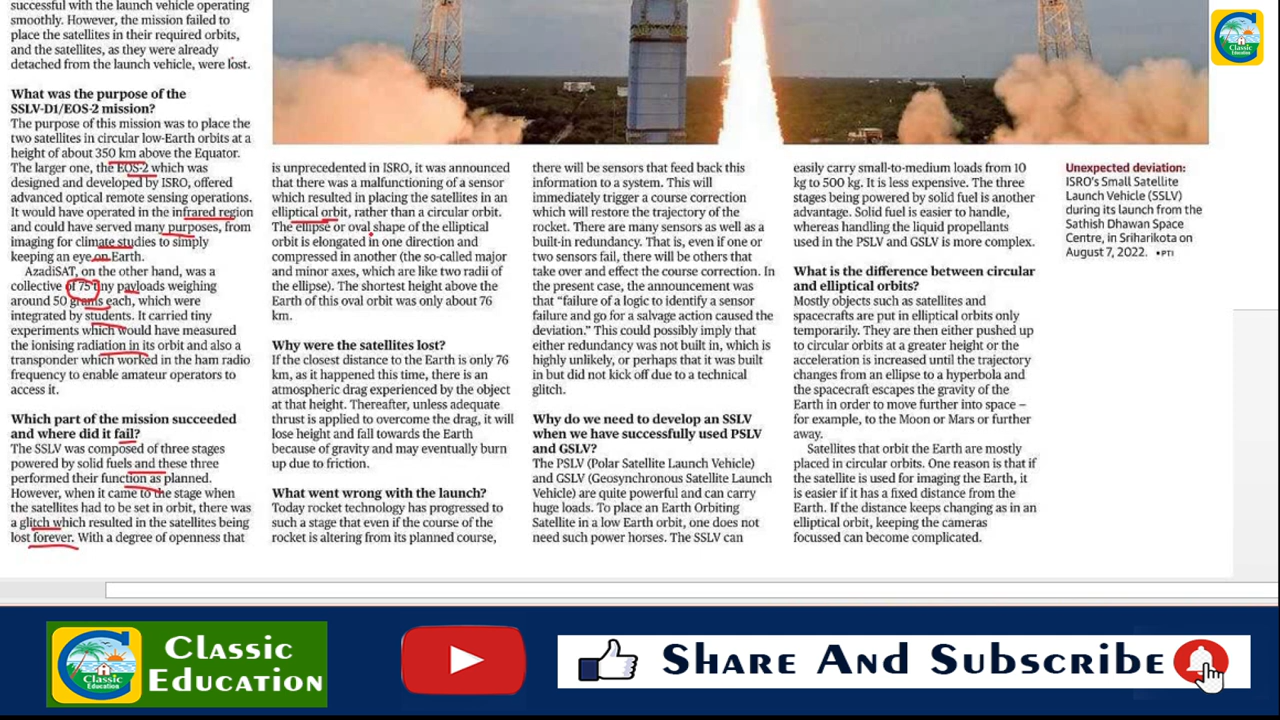 successful with the launch vehicle operating
smoothly. However, the mission failed to
place the satellites in their required orbits,
and the satellites, as they were already
detached from the launch vehicle, were lost.
What was the purpose of the
SSLV-D1/EOS-2 mission?
The purpose of this mission was to place the
two satellites in circular low-Earth orbits at a
height of about 350 km above the Equator.
The larger one, the EOS-2 which was
designed and developed by ISRO, offered
advanced optical remote sensing operations.
It would have operated in the infrared region
and could have served many purposes, from
imaging for climate studies to simply
keeping an eye on Earth.
AzadiSAT, on the other hand, was a
collective of 75 tiny payloads weighing
around 50 grams each, which were
integrated by students. It carried tiny
experiments which would have measured
the ionising radiation in its orbit and also a
transponder which worked in the ham radio
frequency to enable amateur operators to
access it.
Which part of the mission succeeded
and where did it fail?
The SSLV was composed of three stages
powered by solid fuels and these three
performed their function as planned.
However, when it came to the stage when
the satellites had to be set in orbit, there was
a glitch which resulted in the satellites being
lost forever. With a degree of openness that
is unprecedented in ISRO, it was announced
that there was a malfunctioning of a sensor
which resulted in placing the satellites in an
elliptical orbit, rather than a circular orbit.
The ellipse or oval shape of the elliptical
orbit is elongated in one direction and
compressed in another (the so-called major
and minor axes, which are like two radii of
the ellipse). The shortest height above the
Earth of this oval orbit was only about 76
km.
Why were the satellites lost?
If the closest distance to the Earth is only 76
km, as it happened this time, there is an
atmospheric drag experienced by the object
at that height. Thereafter, unless adequate
thrust is applied to overcome the drag, it will
lose height and fall towards the Earth
because of gravity and may eventually burn
up due to friction.
What went wrong with the launch?
Today rocket technology has progressed to
such a stage that even if the course of the
rocket is altering from its planned course,
there will be sensors that feed back this
information to a system. This will
immediately trigger a course correction
which will restore the trajectory of the
rocket. There are many sensors as well as a
built-in redundancy. That is, even if one or
two sensors fail, there will be others that
take over and effect the course correction. In
the present case, the announcement was
that “failure of a logic to identify a sensor
failure and go for a salvage action caused the
deviation.” This could possibly imply that
either redundancy was not built in, which is
highly unlikely, or perhaps that it was built
in but did not kick off due to a technical
glitch.
Why do we need to develop an SSLV
when we have successfully used PSLV
and GSLV?
The PSLV (Polar Satellite Launch Vehicle)
and GSLV (Geosynchronous Satellite Launch
Vehicle) are quite powerful and can carry
huge loads. To place an Earth Orbiting
Satellite in a low Earth orbit, one does not
need such power horses. The SSLV can
easily carry small-to-medium loads from 10
kg to 500 kg. It is less expensive. The three
stages being powered by solid fuel is another
advantage. Solid fuel is easier to handle,
whereas handling the liquid propellants
used in the PSLV and GSLV is more complex.
What is the difference between circular
and elliptical orbits?
Mostly objects such as satellites and
spacecrafts are put in elliptical orbits only
temporarily. They are then either pushed up
to circular orbits at a greater height or the
acceleration is increased until the trajectory
changes from an ellipse to a hyperbola and
the spacecraft escapes the gravity of the
Earth in order to move further into space –
for example, to the Moon or Mars or further
away.
Satellites that orbit the Earth are mostly
placed in circular orbits. One reason is that if
the satellite is used for imaging the Earth, it
is easier if it has a fixed distance from the
Earth. If the distance keeps changing as in an
elliptical orbit, keeping the cameras
focussed can become complicated.
Unexpected deviation:
ISRO's Small Satellite
Launch Vehicle (SSLV)
during its launch from the
Sathish Dhawan Space
Centre, in Sriharikota on
August 7, 2022. •PTI
Classic
Education
Classic
Education
Classic
Education
Share And Subscribe